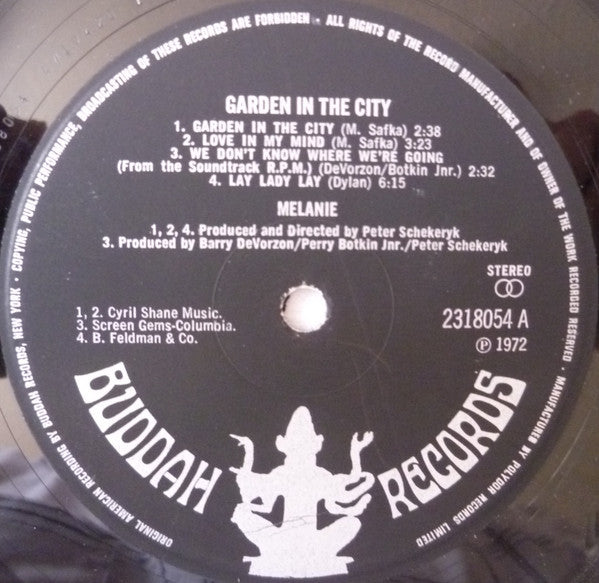 ORIGINAL AMERICAN RECORDING BY BUDDAH RECORDS, NEW YORK · COPYING, PUBLIC PERFORMANCE, BROADCASTING OF THESE RECORDS ARE FORBIDDEN · ALL RIGHTS OF THE RECORD MANUFACTURER AND OF OWNER OF THE WORK RECORDED RESERVED · MANUFACTURED BY POLYDOR RECORDS LIMITED
GARDEN IN THE CITY
1. GARDEN IN THE CITY (M. Safka) 2:38
2. LOVE IN MY MIND (M. Safka) 3:23
3. WE DON'T KNOW WHERE WE'RE GOING
(From the Soundtrack R.P.M.) (DeVorzon/Botkin Jnr.) 2:32
4. LAY LADY LAY (Dylan) 6:15
MELANIE
1, 2, 4. Produced and Directed by Peter Schekeryk
3. Produced by Barry DeVorzon/Perry Botkin Jnr./Peter Schekeryk
STEREO
1, 2. Cyril Shane Music.
3. Screen Gems-Columbia.
4. B. Feldman & Co.
2318054 A
Ⓟ 1972
BUDDAH RECORDS